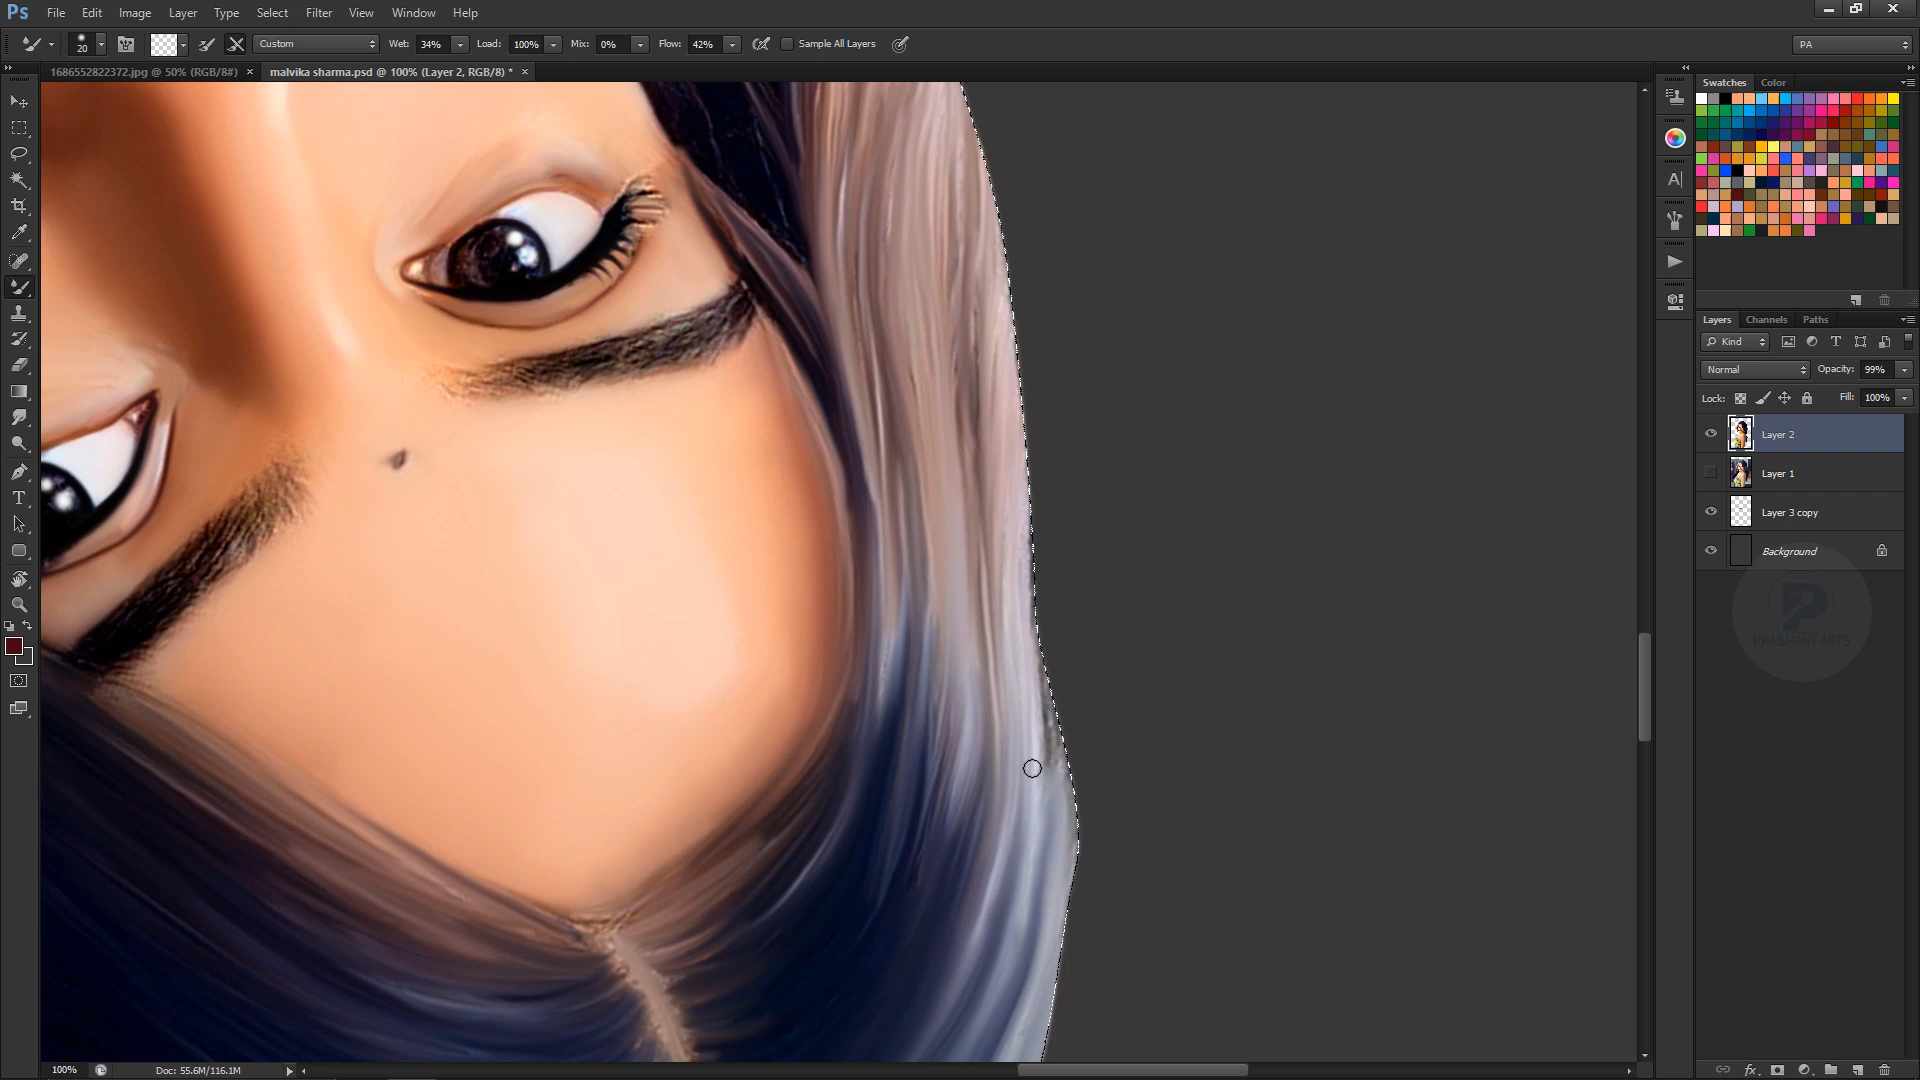 Ps File Edit Image Layer Type Select Filter Analysis View Window Help
20 Custom Wet: 34% Load: 100% Mix: 0% Flow: 42% Sample All Layers PA
1686552822372.jpg @ 50% (RGB/8#) × malvika sharma.psd @ 100% (Layer 2, RGB/8) * ×
Swatches Color
Layers Channels Paths
Kind
Normal Opacity: 99%
Lock: Fill: 100%
Layer 2
Layer 1
Layer 3 copy
Background
PRASHANT ARTS
100% Doc: 55.6M/116.1M